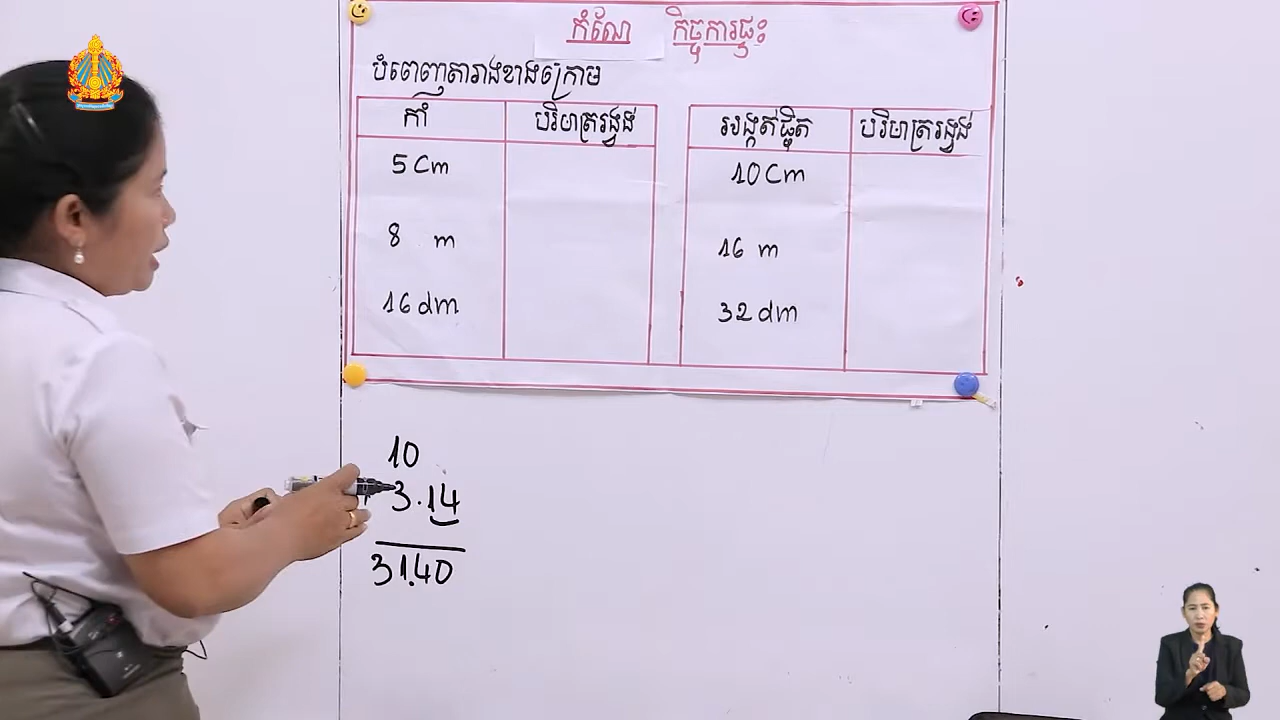 កំណែ កិច្ចការផ្ទះ
បំពេញតារាងខាងក្រោម
កាំ បរិមាត្ររង្វង់ អង្កត់ផ្ចិត បរិមាត្ររង្វង់
5 Cm 10 Cm
8 m 16 m
16 dm 32 dm
10
3.14
31.40